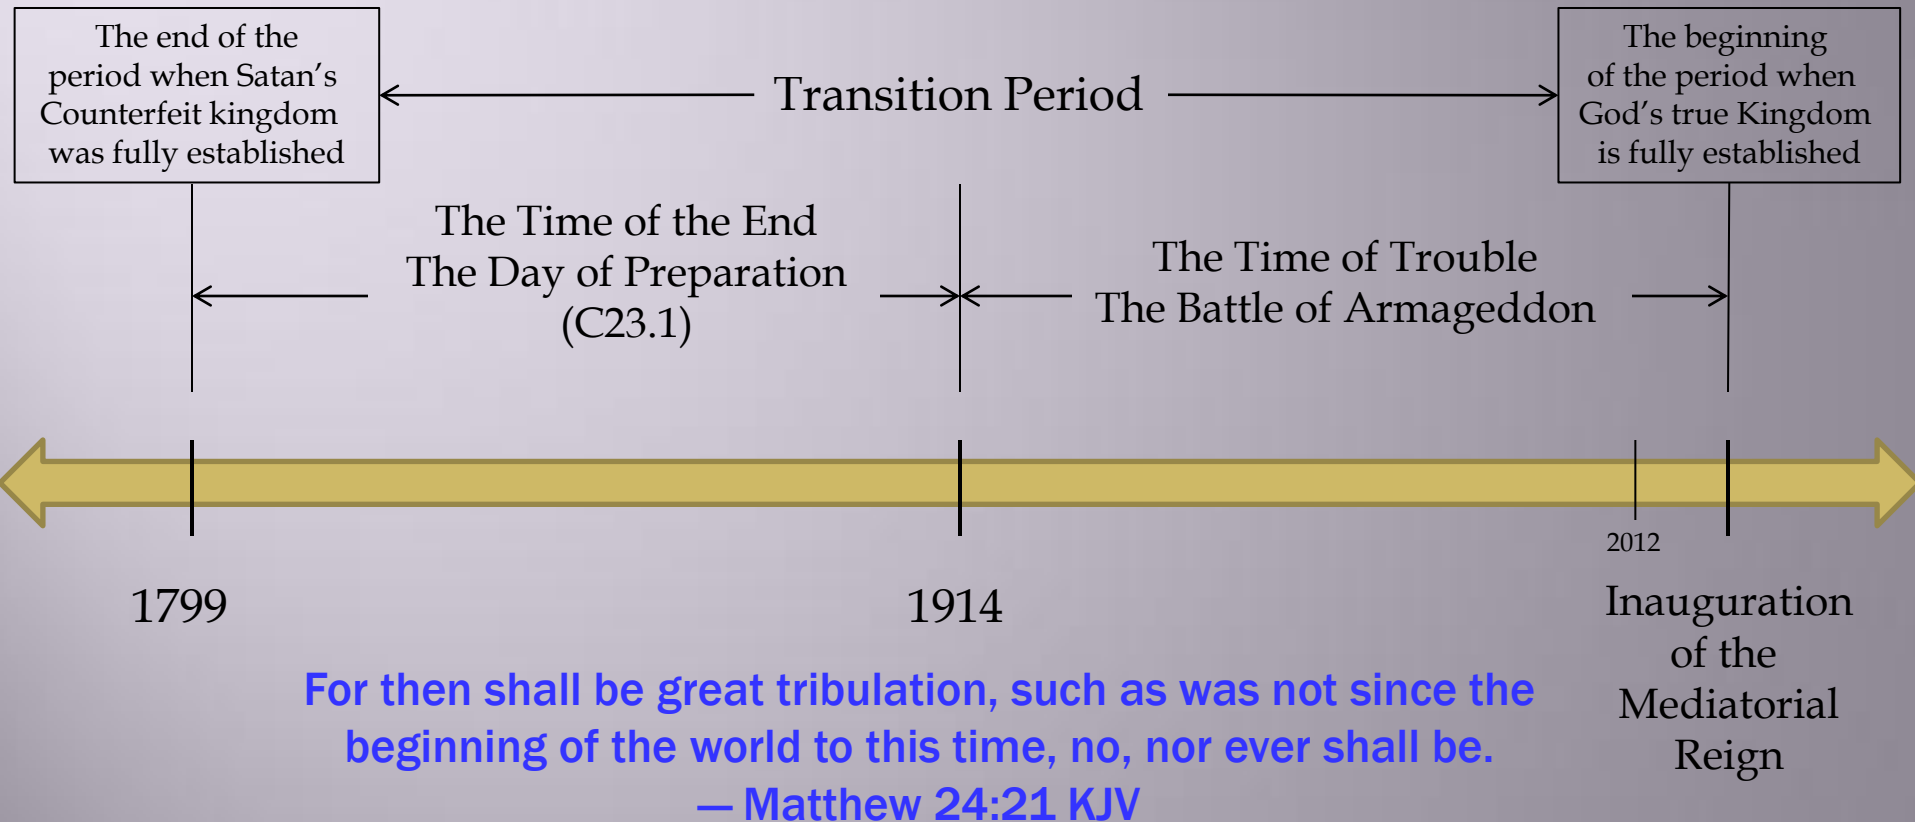 The end of the
period when Satan's
Counterfeit kingdom
was fully established
Transition Period
The beginning
of the period when
God's true Kingdom
is fully established
The Time of the End
The Day of Preparation
(C23.1)
The Time of Trouble
The Battle of Armageddon
2012
1799
1914
Inauguration
of the
Mediatorial
Reign
For then shall be great tribulation, such as was not since the
beginning of the world to this time, no, nor ever shall be.
— Matthew 24:21 KJV